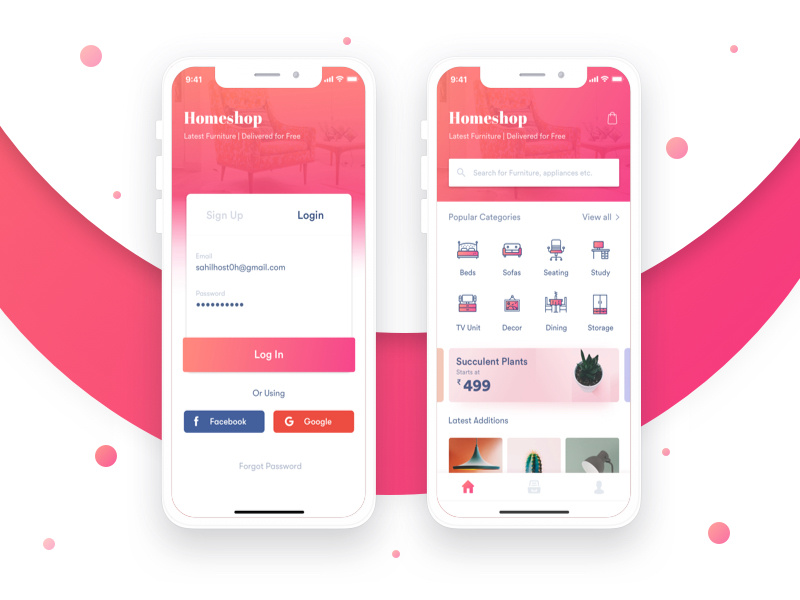 9:41
Homeshop
Latest Furniture | Delivered for Free
Sign Up Login
Email
sahilhost0h@gmail.com
Password
Log In
Or Using
f Facebook
G Google
Forgot Password
9:41
Homeshop
Latest Furniture | Delivered for Free
Search for Furniture, appliances etc.
Popular Categories View all >
Beds Sofas Seating Study
TV Unit Decor Dining Storage
Succulent Plants
Starts at
₹ 499
Latest Additions